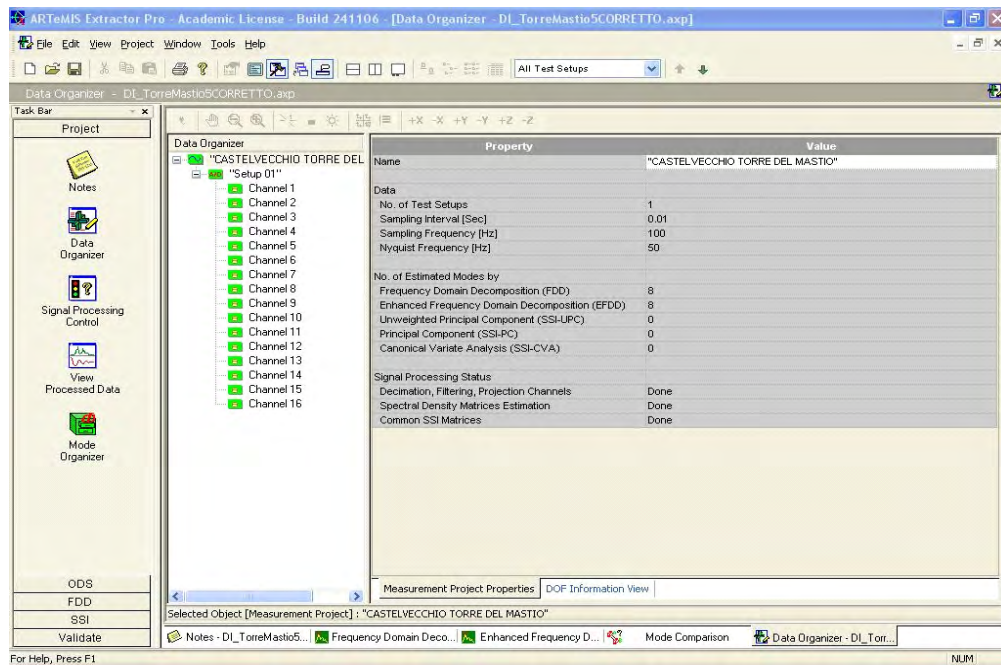 ARTeMIS Extractor Pro - Academic License - Build 241106 - [Data Organizer - DI_TorreMastio5CORRETTO.axp]
File Edit View Project Window Tools Help
All Test Setups
Data Organizer - DI_TorreMastio5CORRETTO.axp
Task Bar
Project
Notes
Data
Organizer
Signal Processing
Control
View
Processed Data
Mode
Organizer
ODS
FDD
SSI
Validate
+X -X +Y -Y +Z -Z
Data Organizer
"CASTELVECCHIO TORRE DEL
"Setup 01"
Channel 1
Channel 2
Channel 3
Channel 4
Channel 5
Channel 6
Channel 7
Channel 8
Channel 9
Channel 10
Channel 11
Channel 12
Channel 13
Channel 14
Channel 15
Channel 16
Property Value
Name "CASTELVECCHIO TORRE DEL MASTIO"
Data
No. of Test Setups 1
Sampling Interval [Sec] 0.01
Sampling Frequency [Hz] 100
Nyquist Frequency [Hz] 50
No. of Estimated Modes by
Frequency Domain Decomposition (FDD) 8
Enhanced Frequency Domain Decomposition (EFDD) 8
Unweighted Principal Component (SSI-UPC) 0
Principal Component (SSI-PC) 0
Canonical Variate Analysis (SSI-CVA) 0
Signal Processing Status
Decimation, Filtering, Projection Channels Done
Spectral Density Matrices Estimation Done
Common SSI Matrices Done
Measurement Project Properties DOF Information View
Selected Object [Measurement Project] : "CASTELVECCHIO TORRE DEL MASTIO"
Notes - DI_TorreMastio5... Frequency Domain Deco... Enhanced Frequency D... Mode Comparison Data Organizer - DI_Torr...
For Help, Press F1 NUM